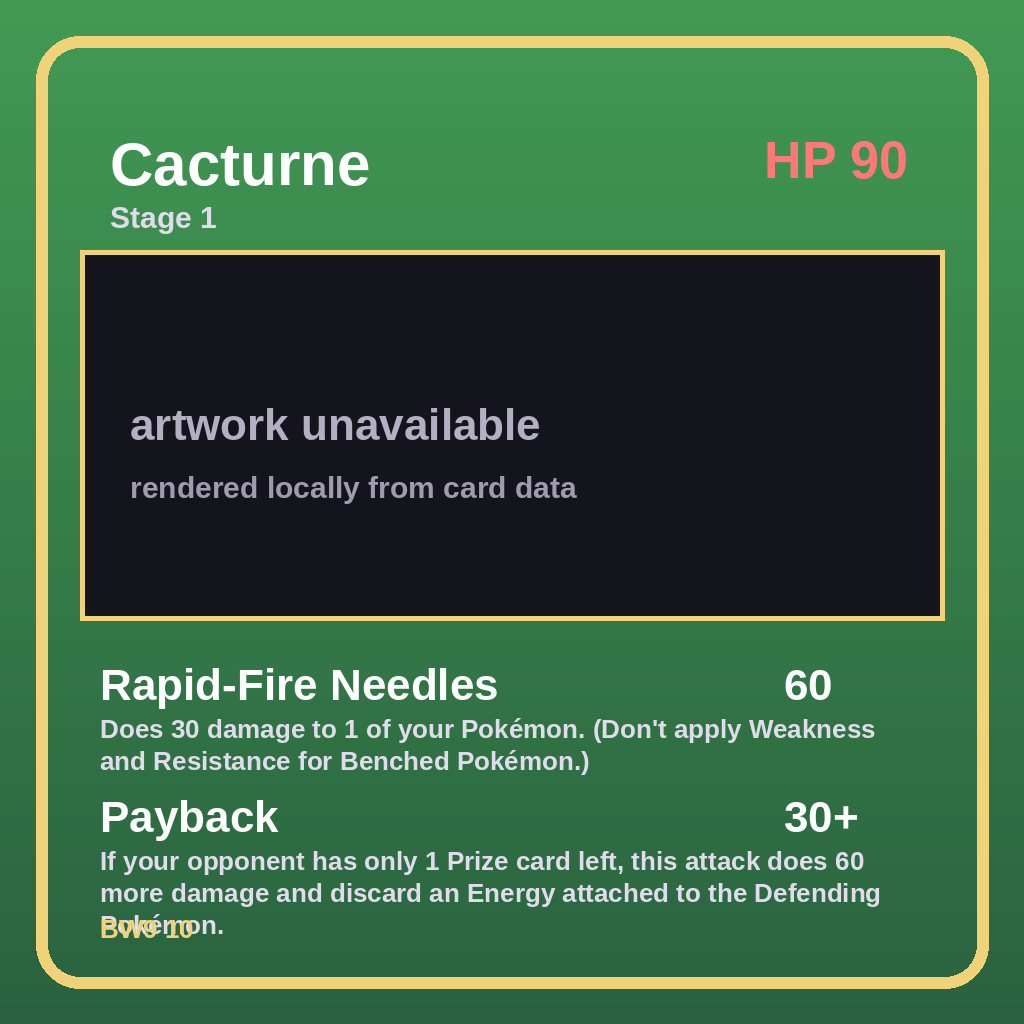 Cacturne
HP 90
Stage 1
artwork unavailable
rendered locally from card data
Rapid-Fire Needles
60
Does 30 damage to 1 of your Pokémon. (Don't apply Weakness
and Resistance for Benched Pokémon.)
Payback
30+
If your opponent has only 1 Prize card left, this attack does 60
more damage and discard an Energy attached to the Defending
Pokémon.
BW9 10